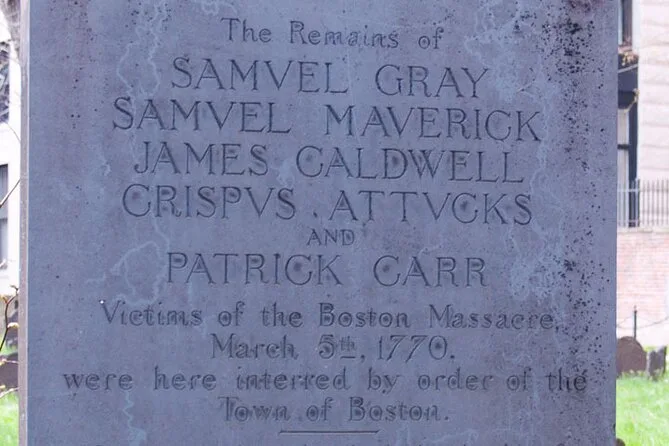 The Remains of
SAMVEL GRAY
SAMVEL MAVERICK
JAMES CALDWELL
CRISPVS . ATTVCKS
AND
PATRICK CARR
Victims of the Boston Massacre,
March 5th, 1770.
were here interred by order of the
Town of Boston.